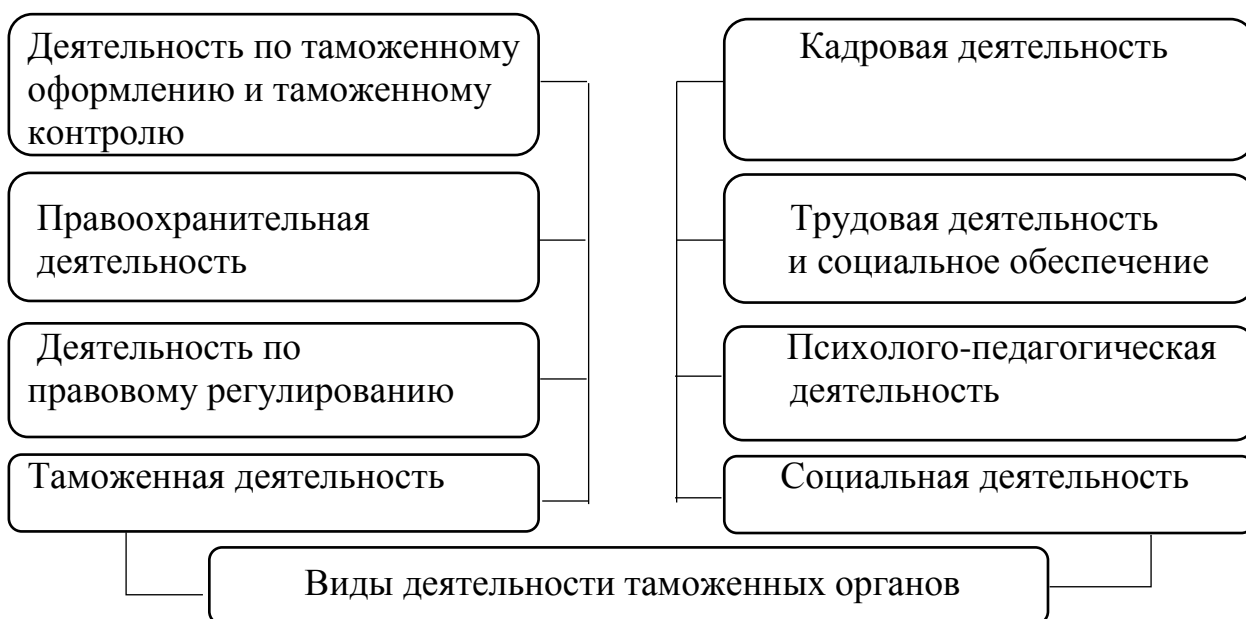 Деятельность по таможенному
оформлению и таможенному
контролю
Кадровая деятельность
Правоохранительная
деятельность
Трудовая деятельность
и социальное обеспечение
Деятельность по
правовому регулированию
Психолого-педагогическая
деятельность
Таможенная деятельность
Социальная деятельность
Виды деятельности таможенных органов